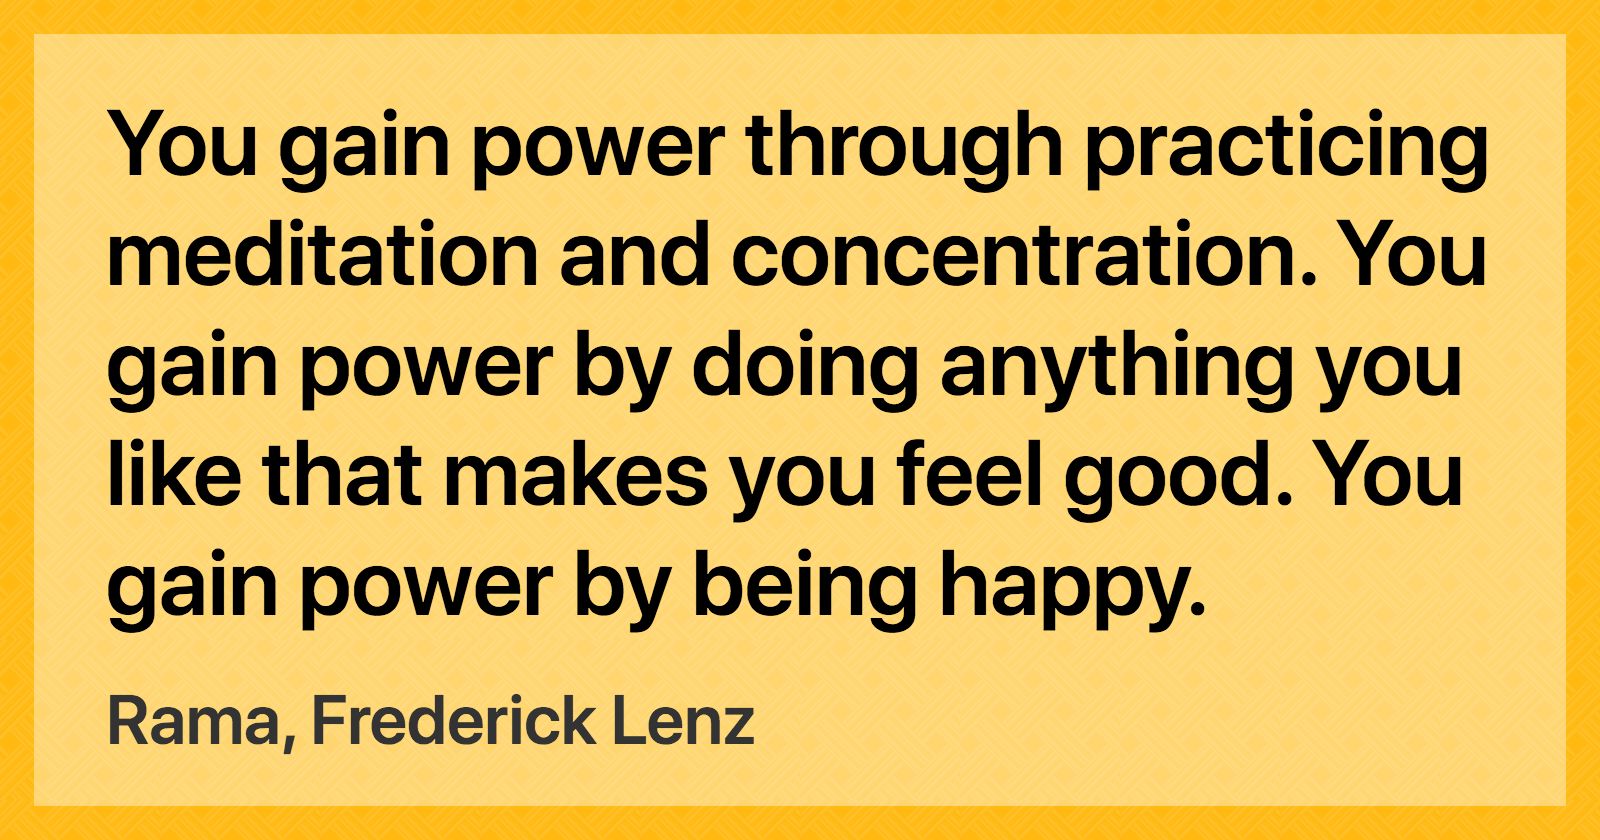 You gain power through practicing
meditation and concentration. You
gain power by doing anything you
like that makes you feel good. You
gain power by being happy.
Rama, Frederick Lenz